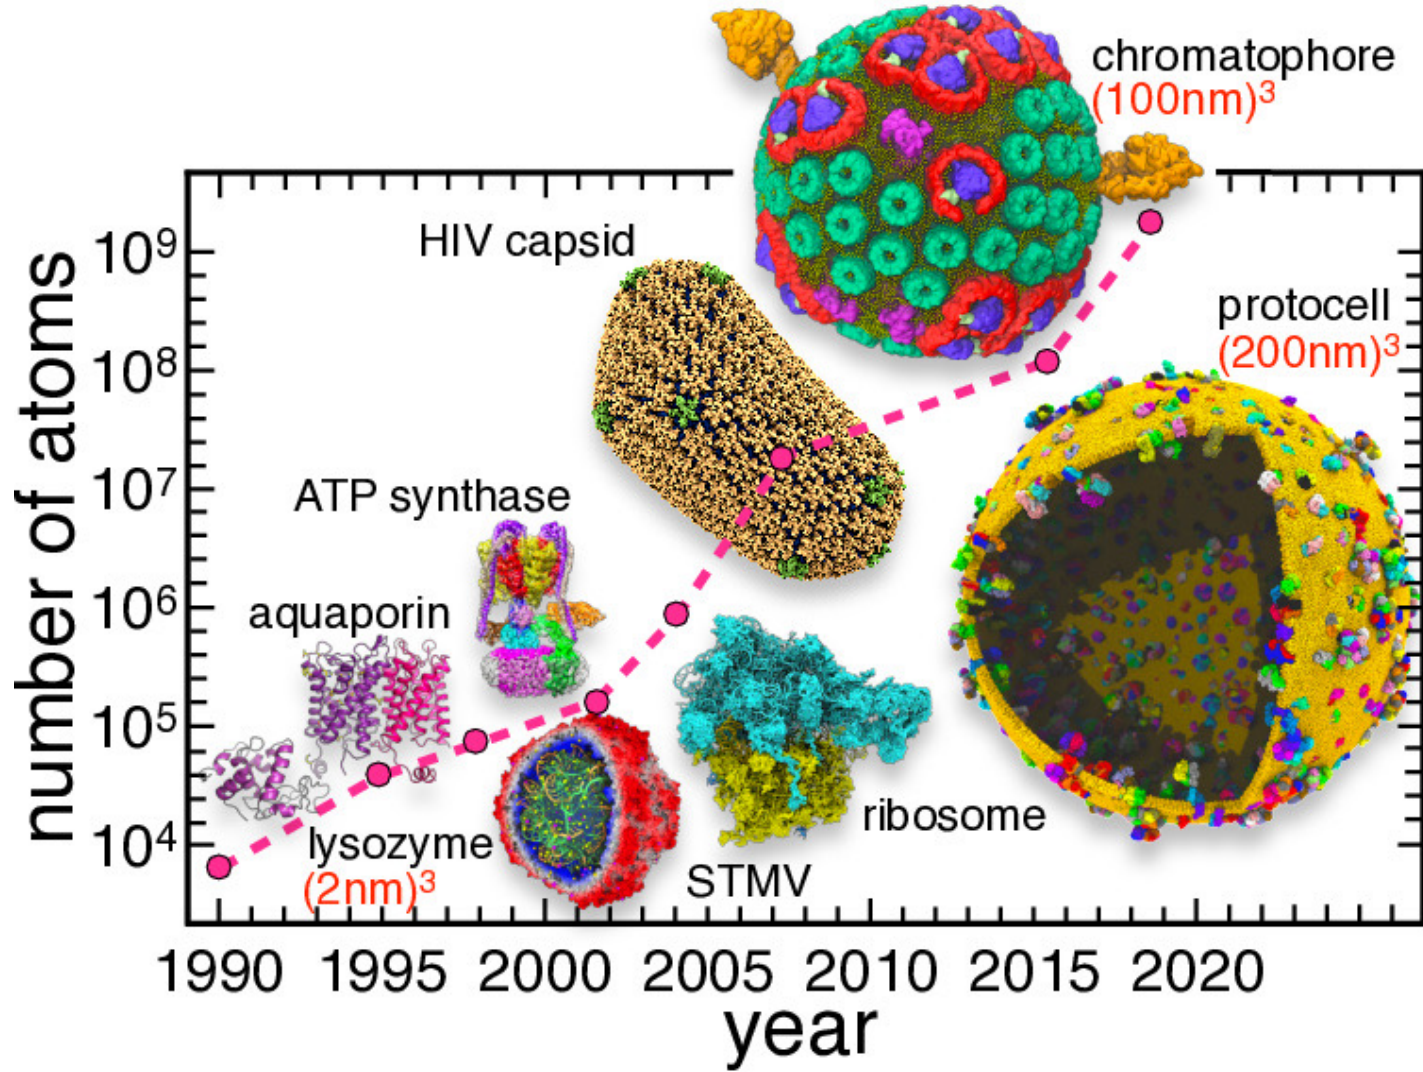 chromatophore
(100nm)³
HIV capsid
protocell
(200nm)³
ATP synthase
aquaporin
lysozyme
(2nm)³
STMV
ribosome
number of atoms
10⁹
10⁸
10⁷
10⁶
10⁵
10⁴
1990 1995 2000 2005 2010 2015 2020
year